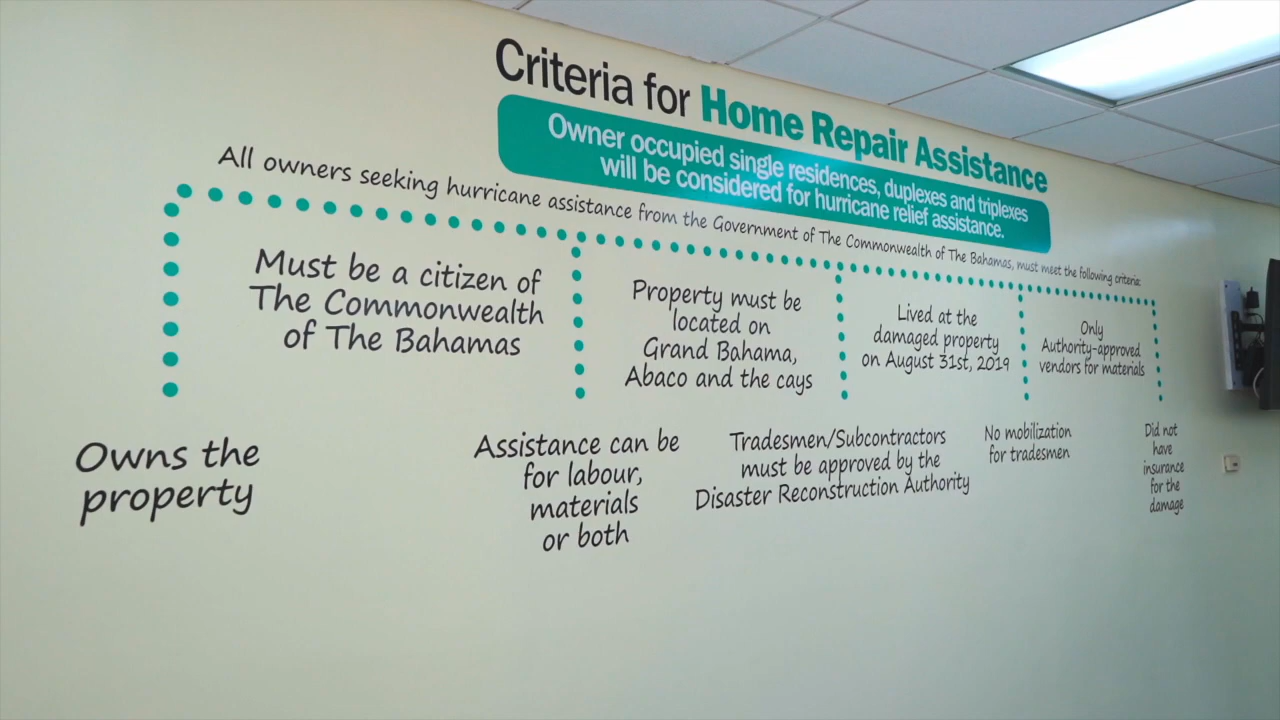 Criteria for Home Repair Assistance
Owner occupied single residences, duplexes and triplexes
will be considered for hurricane relief assistance.
All owners seeking hurricane assistance from the Government of The Commonwealth of The Bahamas, must meet the following criteria:
Must be a citizen of
The Commonwealth
of The Bahamas
Property must be
located on
Grand Bahama,
Abaco and the cays
Lived at the
damaged property
on August 31st, 2019
Only
Authority-approved
vendors for materials
Owns the
property
Assistance can be
for labour,
materials
or both
Tradesmen/Subcontractors
must be approved by the
Disaster Reconstruction Authority
No mobilization
for tradesmen
Did not
have
insurance
for the
damage